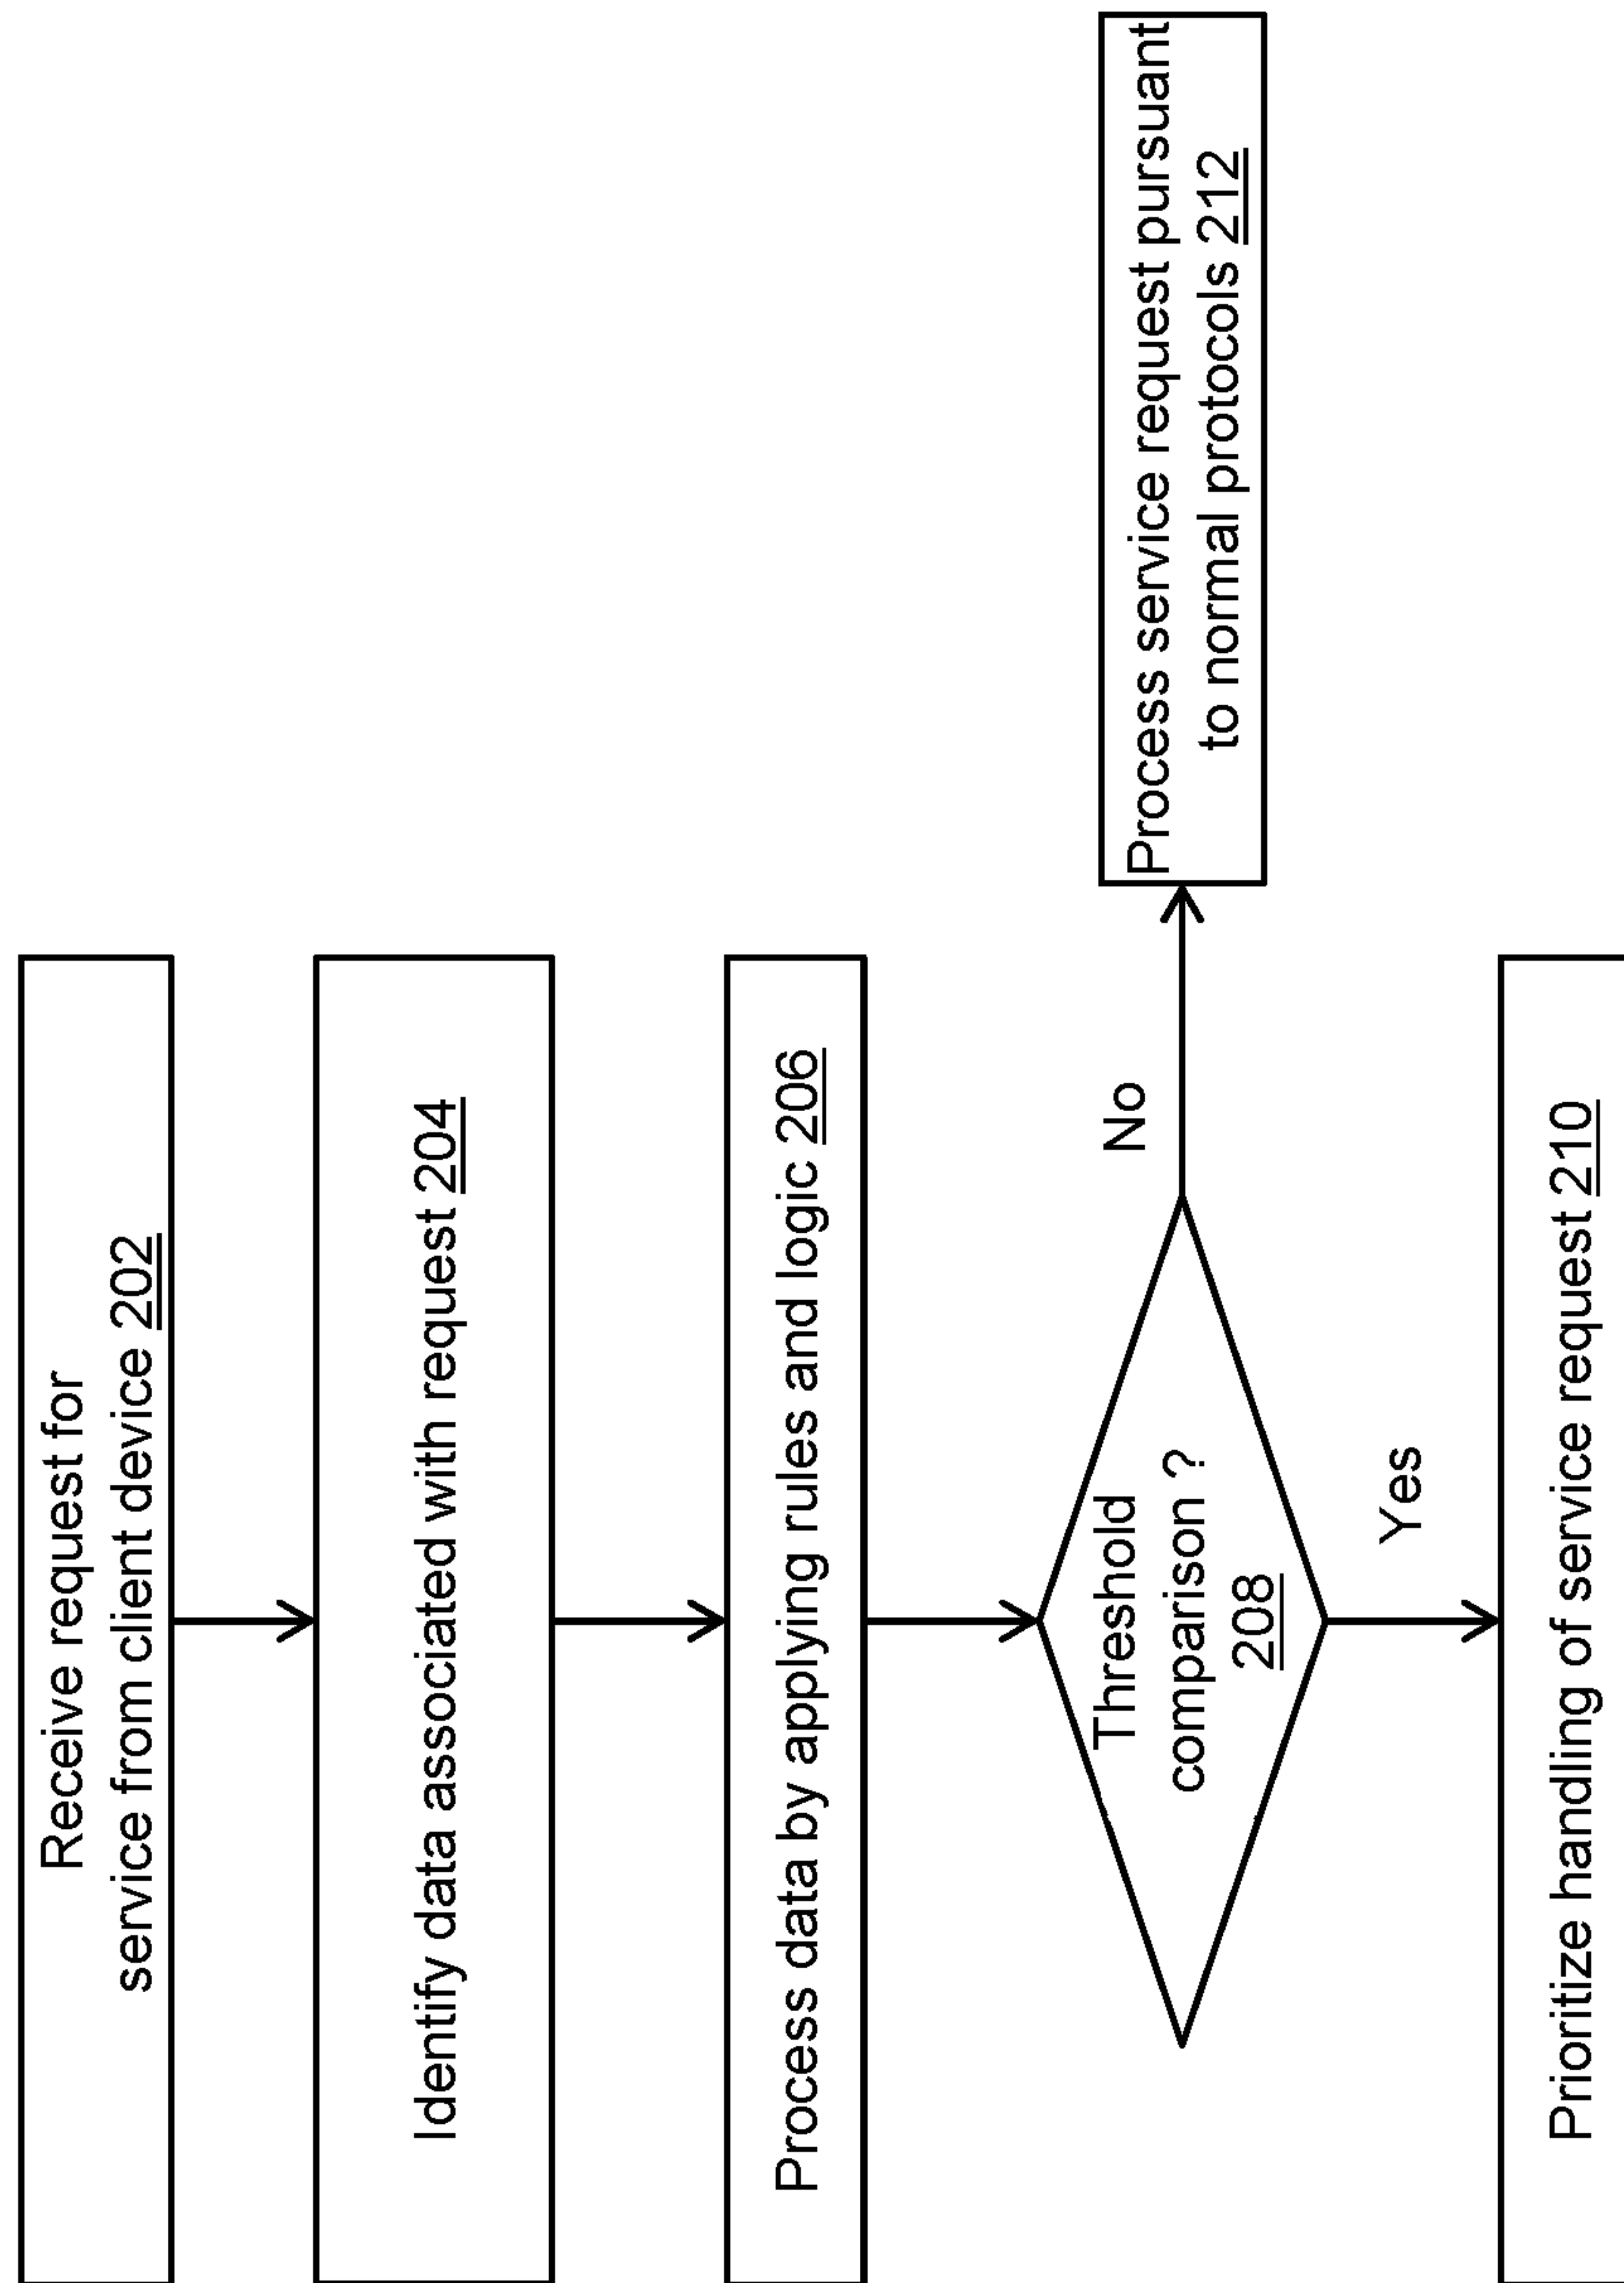 Receive request for
service from client device 202
Identify data associated with request 204
Process data by applying rules and logic 206
Threshold
comparison ?
208
No
Process service request pursuant
to normal protocols 212
Yes
Prioritize handling of service request 210